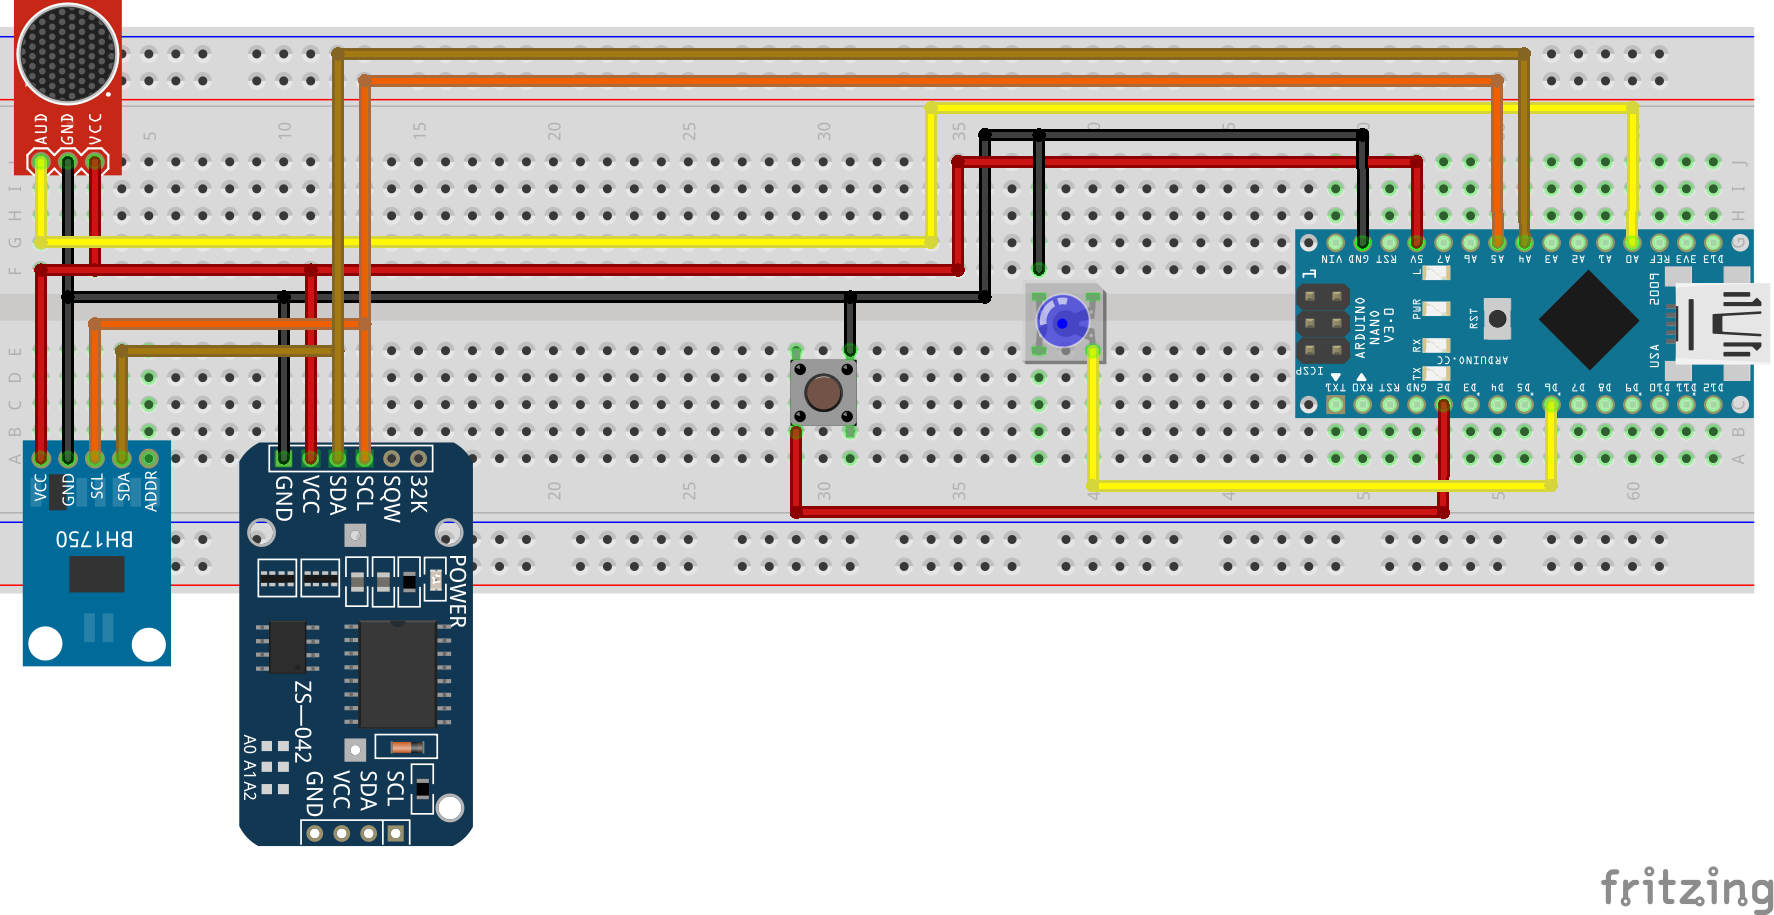 AUD GND VCC
5 10 15 20 25 30 35 40 45 50 55 60
J
I
H
G
F
E
D
C
B
A
VIN GND RST 5V A7 A6 A5 A4 A3 A2 A1 A0 REF 3V3 D13
L
1
PWR
RST
RX
TX
ARDUINO
NANO
V3.0
ICSP
ARDUINO.CC
USA
2009
TX1 RX0 RST GND D2 D3 D4 D5 D6 D7 D8 D9 D10 D11 D12
VCC GND SCL SDA ADDR
BH1750
GND VCC SDA SCL SQW 32K
POWER
ZS—042
A0 A1 A2
GND VCC SDA SCL
20 25 30 35 40 45 50 55 60
fritzing